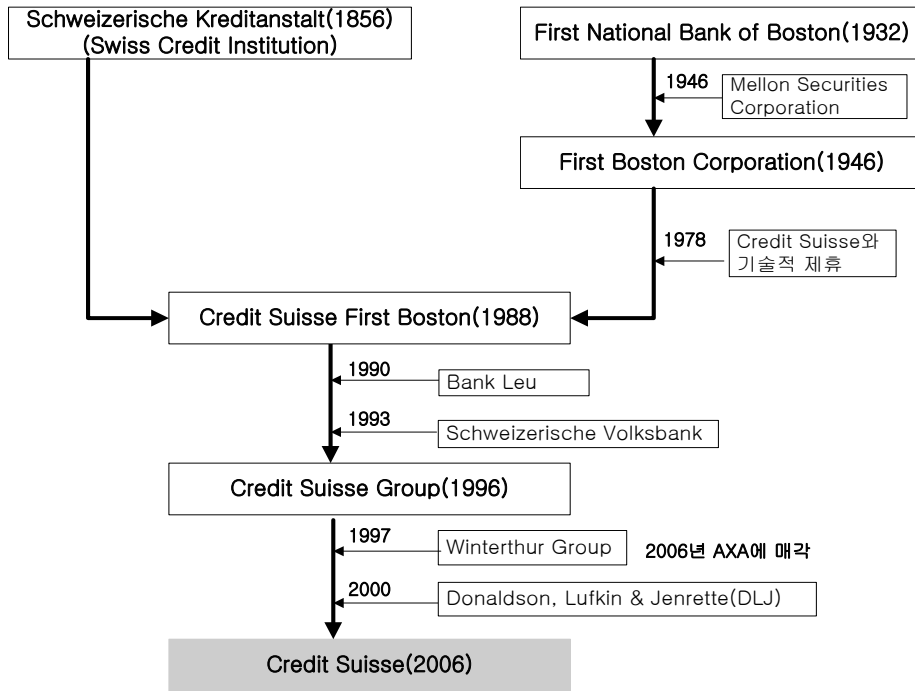 Schweizerische Kreditanstalt(1856)
(Swiss Credit Institution)
First National Bank of Boston(1932)
1946
Mellon Securities
Corporation
First Boston Corporation(1946)
1978
Credit Suisse와
기술적 제휴
Credit Suisse First Boston(1988)
1990
Bank Leu
1993
Schweizerische Volksbank
Credit Suisse Group(1996)
1997
Winterthur Group
2006년 AXA에 매각
2000
Donaldson, Lufkin & Jenrette(DLJ)
Credit Suisse(2006)